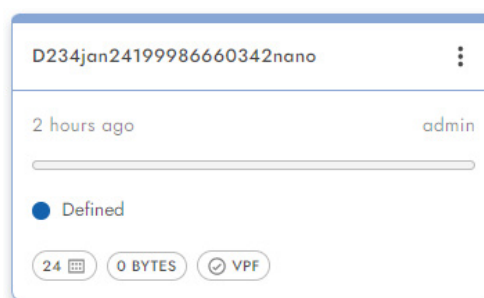 D234jan24199986660342nano
2 hours ago admin
Defined
24 0 BYTES VPF